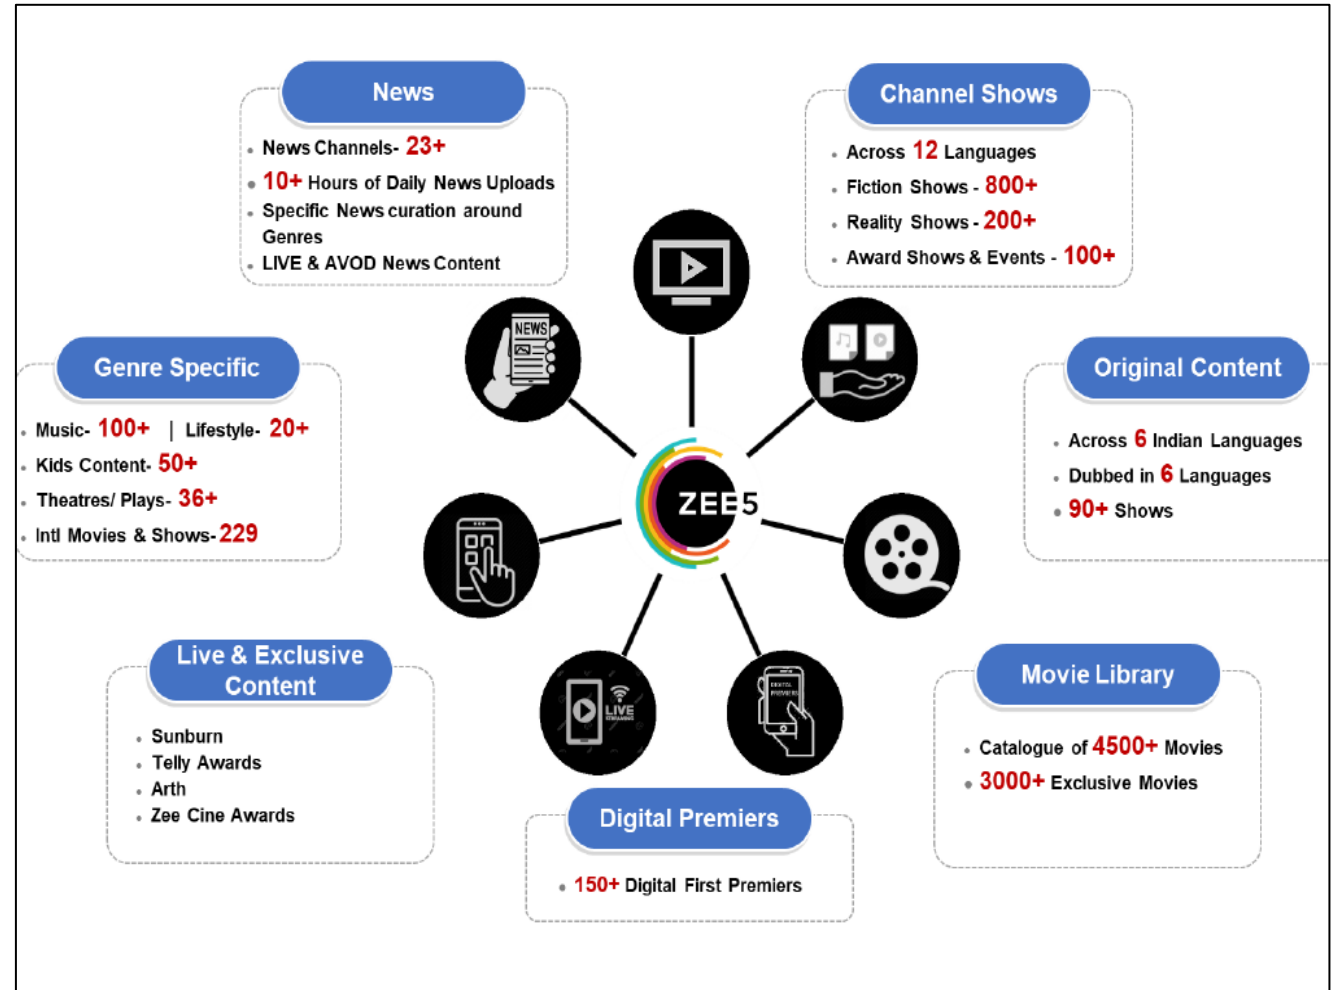 News
News Channels- 23+
10+ Hours of Daily News Uploads
Specific News curation around
Genres
LIVE & AVOD News Content
Channel Shows
Across 12 Languages
Fiction Shows - 800+
Reality Shows - 200+
Award Shows & Events - 100+
NEWS
Genre Specific
Music- 100+ | Lifestyle- 20+
Kids Content- 50+
Theatres/ Plays- 36+
Intl Movies & Shows- 229
Original Content
Across 6 Indian Languages
Dubbed in 6 Languages
90+ Shows
ZEE5
Live & Exclusive
Content
Sunburn
Telly Awards
Arth
Zee Cine Awards
LIVE
STREAMING
DIGITAL
PREMIERS
Movie Library
Catalogue of 4500+ Movies
3000+ Exclusive Movies
Digital Premiers
150+ Digital First Premiers